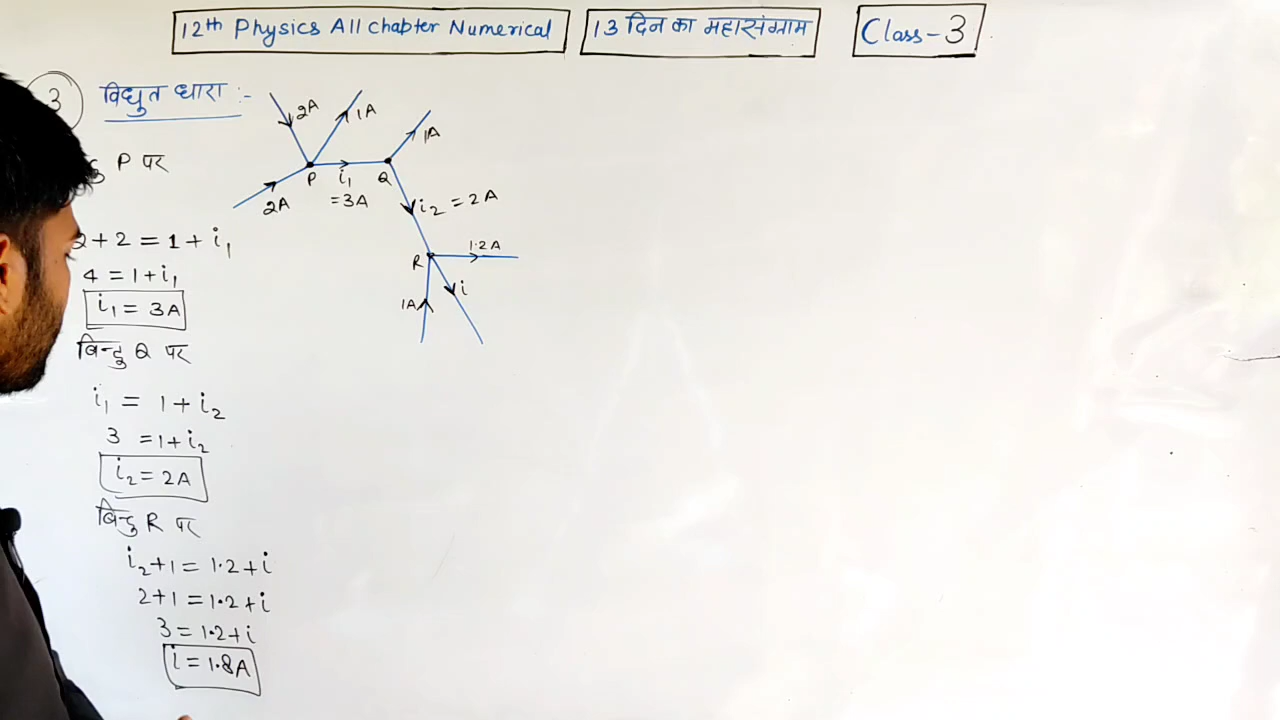 12th Physics All Chapter Numerical
13 दिन का महासंग्राम
Class-3
3
विद्युत धारा :-
2A
1A
1A
P
i₁
Q
2A
= 3A
i₂ = 2A
R
1.2A
1A
i
P पर
2 + 2 = 1 + i₁
4 = 1 + i₁
i₁ = 3A
बिन्दु Q पर
i₁ = 1 + i₂
3 = 1 + i₂
i₂ = 2A
बिन्दु R पर
i₂ + 1 = 1.2 + i
2 + 1 = 1.2 + i
3 = 1.2 + i
i = 1.8A